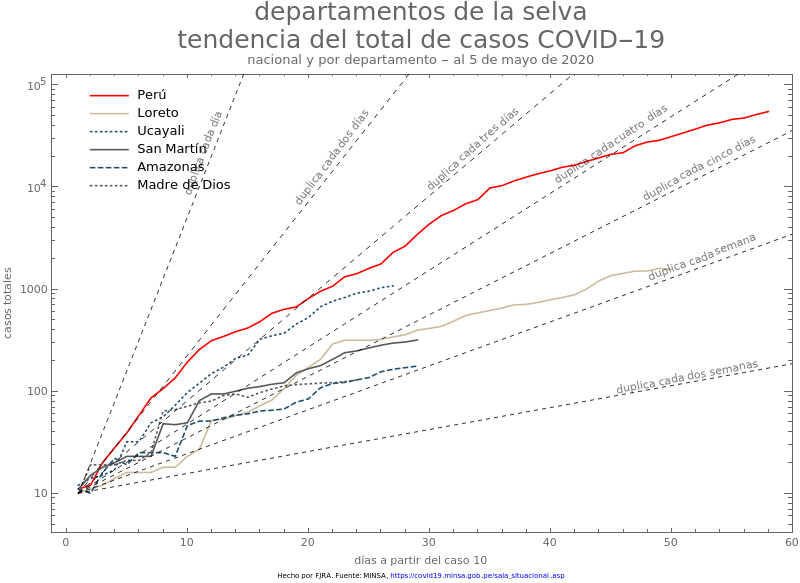 departamentos de la selva
tendencia del total de casos COVID−19
nacional y por departamento − al 5 de mayo de 2020
10^5
10^4
1000
100
10
casos totales
Perú
Loreto
Ucayali
San Martín
Amazonas
Madre de Dios
duplica cada día
duplica cada dos días
duplica cada tres días
duplica cada cuatro días
duplica cada cinco días
duplica cada semana
duplica cada dos semanas
0 10 20 30 40 50 60
días a partir del caso 10
Hecho por FJRA. Fuente: MINSA, https://covid19.minsa.gob.pe/sala_situacional.asp